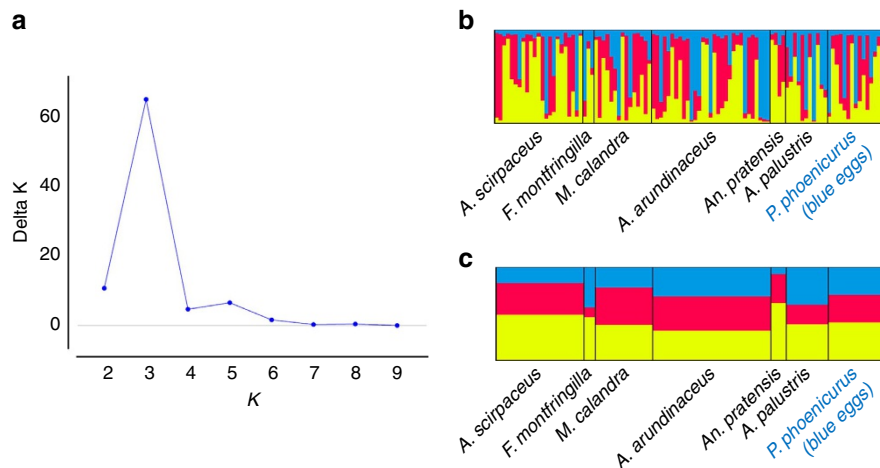 a
Delta K
60
40
20
0
2 3 4 5 6 7 8 9
K
b
A. scirpaceus
F. montfringilla
M. calandra
A. arundinaceus
An. pratensis
A. palustris
P. phoenicurus
(blue eggs)
c
A. scirpaceus
F. montfringilla
M. calandra
A. arundinaceus
An. pratensis
A. palustris
P. phoenicurus
(blue eggs)